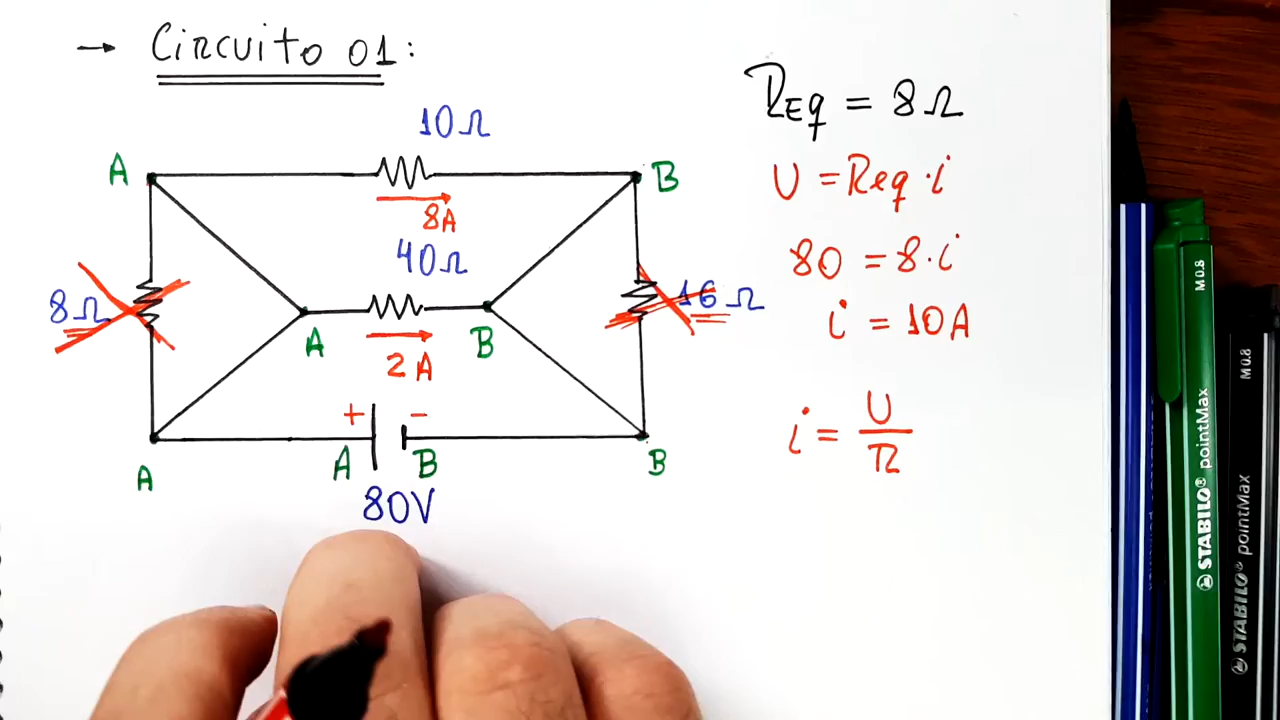 → Circuito 01:
10Ω
A
B
8A
40Ω
8Ω
16Ω
A
B
2A
+
-
A
A
B
B
80V
Req = 8Ω
U = Req · i
80 = 8 · i
i = 10A
i = U/R
M 0.8
STABILO® pointMax
M 0.8
STABILO® pointMax